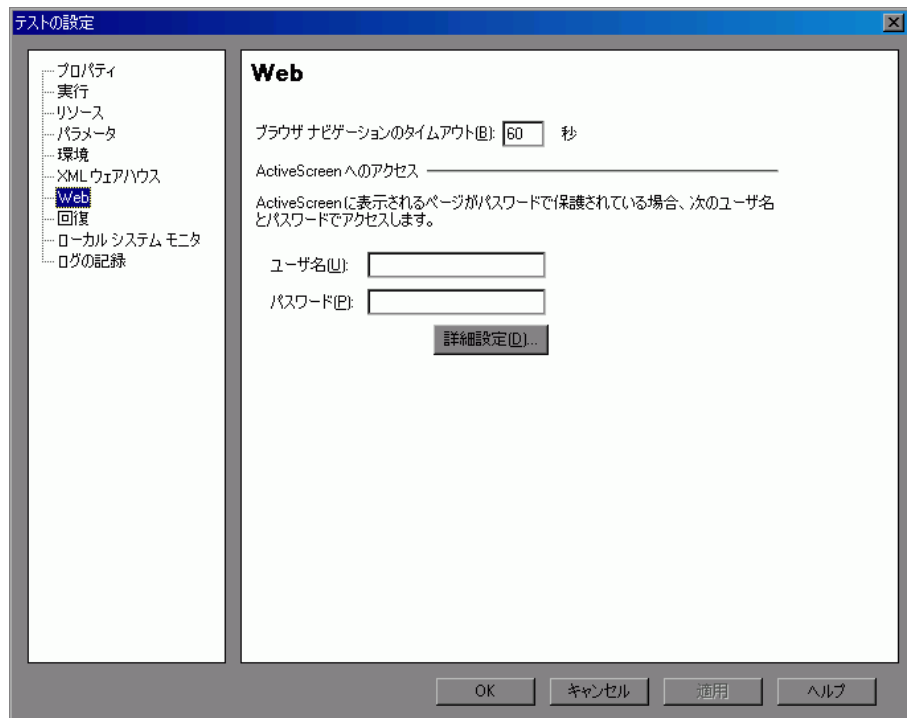 テストの設定
プロパティ
実行
リソース
パラメータ
環境
XML ウェアハウス
Web
回復
ローカル システム モニタ
ログの記録
Web
ブラウザ ナビゲーションのタイムアウト(B): 60 秒
ActiveScreen へのアクセス
ActiveScreen に表示されるページがパスワードで保護されている場合、次のユーザ名
とパスワードでアクセスします。
ユーザ名(U):
パスワード(P):
詳細設定(D)...
OK キャンセル 適用 ヘルプ